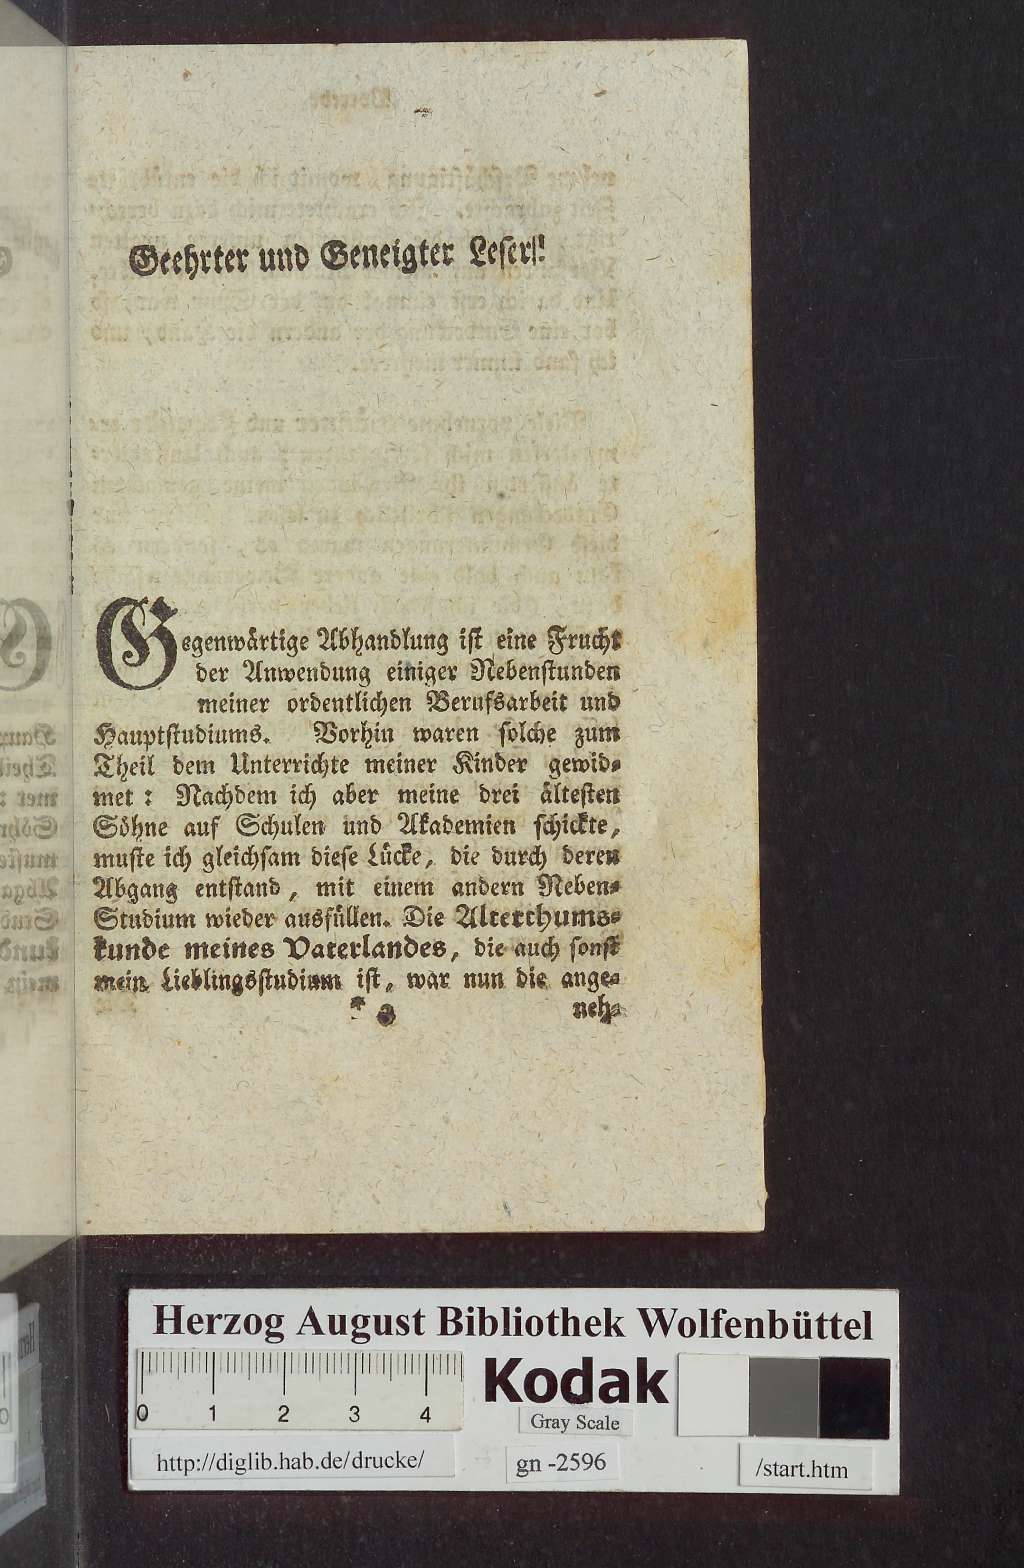 Geehrter und Geneigter Leser!
Gegenwärtige Abhandlung ist eine Frucht
der Anwendung einiger Nebenstunden
meiner ordentlichen Berufsarbeit und
Hauptstudiums. Vorhin waren solche zum
Theil dem Unterrichte meiner Kinder gewid-
met: Nachdem ich aber meine drei ältesten
Söhne auf Schulen und Akademien schickte,
muste ich gleichsam diese Lücke, die durch deren
Abgang entstand, mit einem andern Neben-
Studium wieder ausfüllen. Die Alterthums-
kunde meines Vaterlandes, die auch sonst
mein Lieblingsstudium ist, war nun die ange-
neh-
Herzog August Bibliothek Wolfenbüttel
0 1 2 3 4
Kodak
Gray Scale
http://diglib.hab.de/drucke/
gn -2596
/start.htm